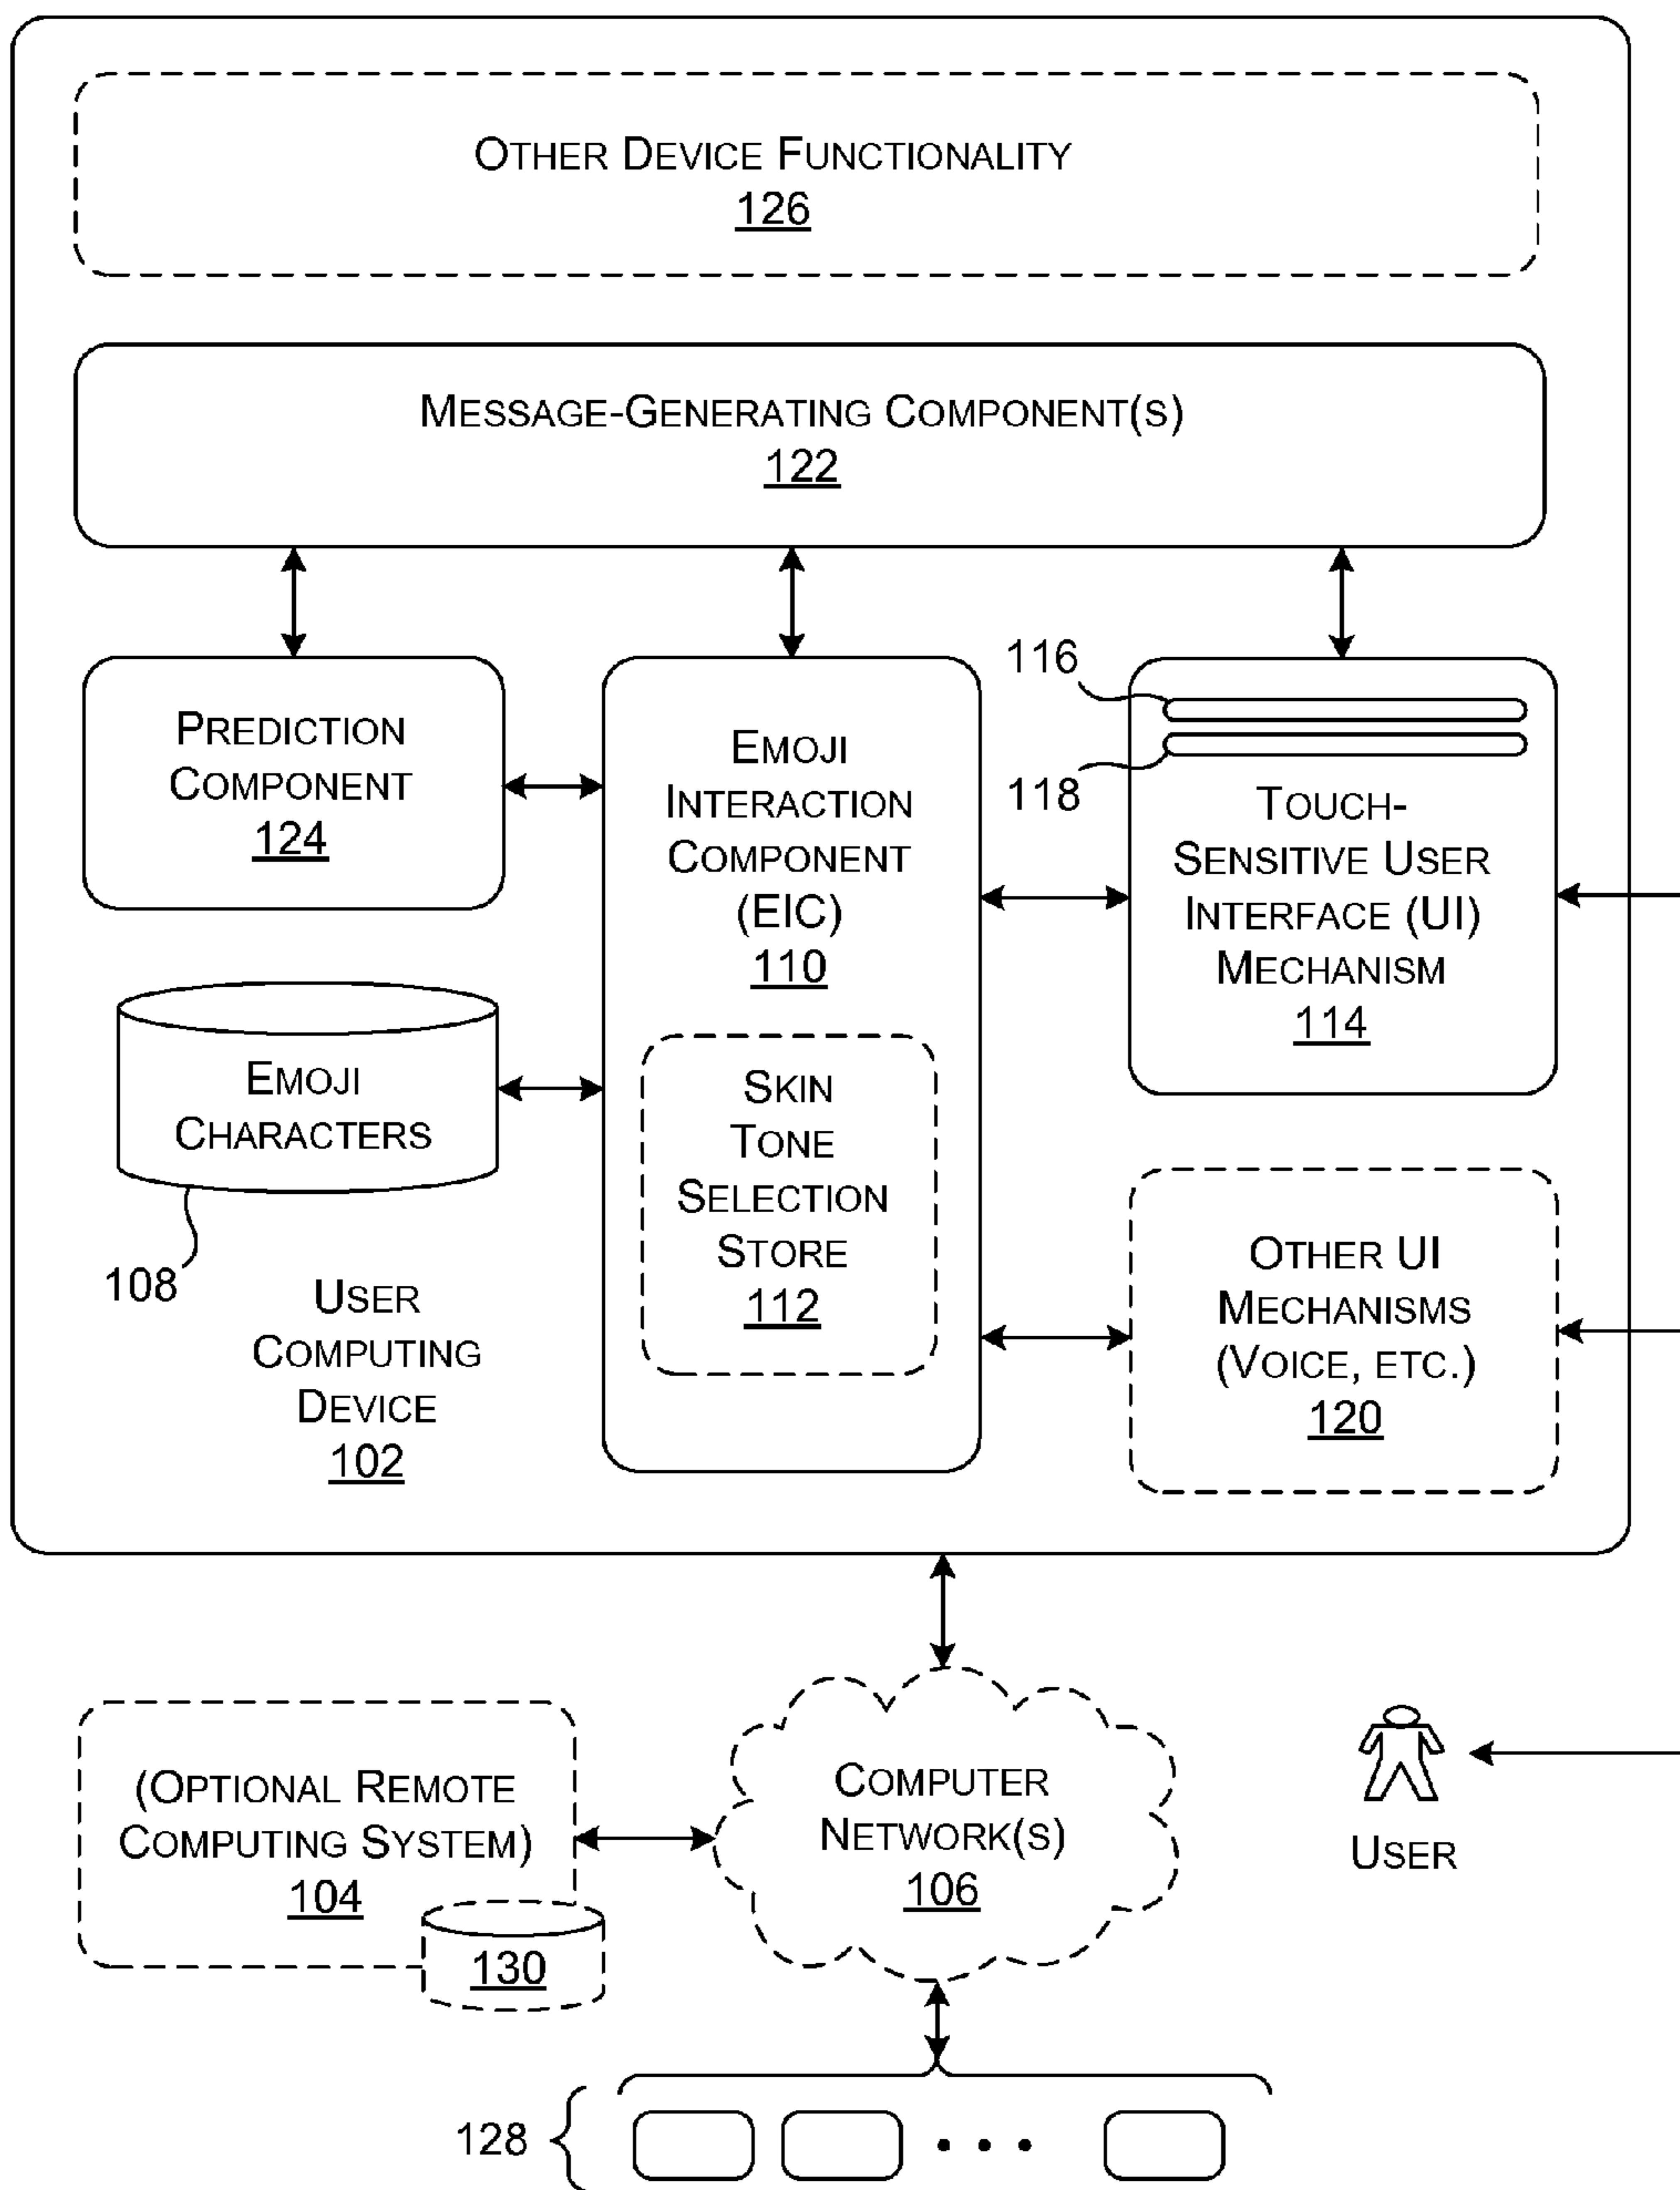 OTHER DEVICE FUNCTIONALITY
126
MESSAGE-GENERATING COMPONENT(S)
122
PREDICTION
COMPONENT
124
EMOJI
INTERACTION
COMPONENT
(EIC)
110
116
118
TOUCH-
SENSITIVE USER
INTERFACE (UI)
MECHANISM
114
EMOJI
CHARACTERS
108
SKIN
TONE
SELECTION
STORE
112
OTHER UI
MECHANISMS
(VOICE, ETC.)
120
USER
COMPUTING
DEVICE
102
(OPTIONAL REMOTE
COMPUTING SYSTEM)
104
130
COMPUTER
NETWORK(S)
106
USER
128